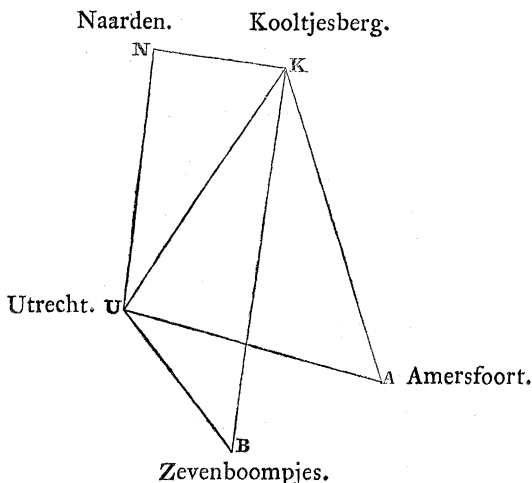 Naarden. Kooltjesberg.
N K
Utrecht. U
A Amersfoort.
B
Zevenboompjes.